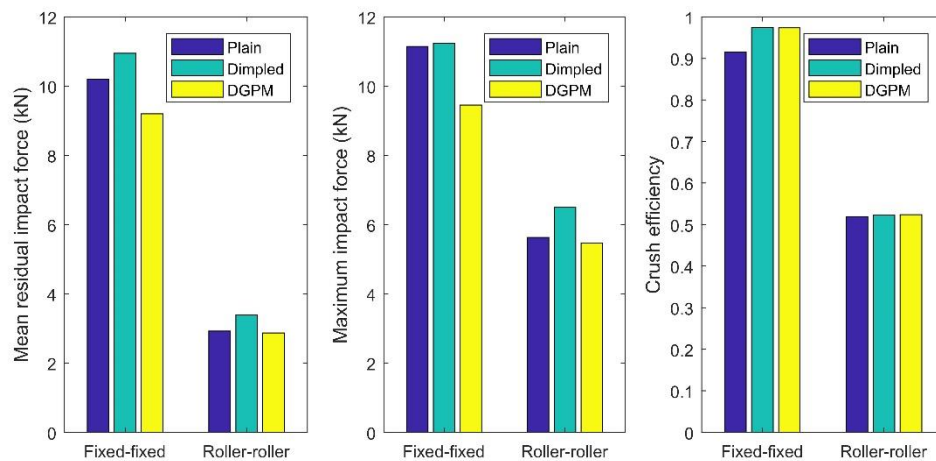 Mean residual impact force (kN)
12
10
8
6
4
2
0
Plain
Dimpled
DGPM
Fixed-fixed Roller-roller
Maximum impact force (kN)
12
10
8
6
4
2
0
Plain
Dimpled
DGPM
Fixed-fixed Roller-roller
Crush efficiency
1
0.9
0.8
0.7
0.6
0.5
0.4
0.3
0.2
0.1
0
Plain
Dimpled
DGPM
Fixed-fixed Roller-roller